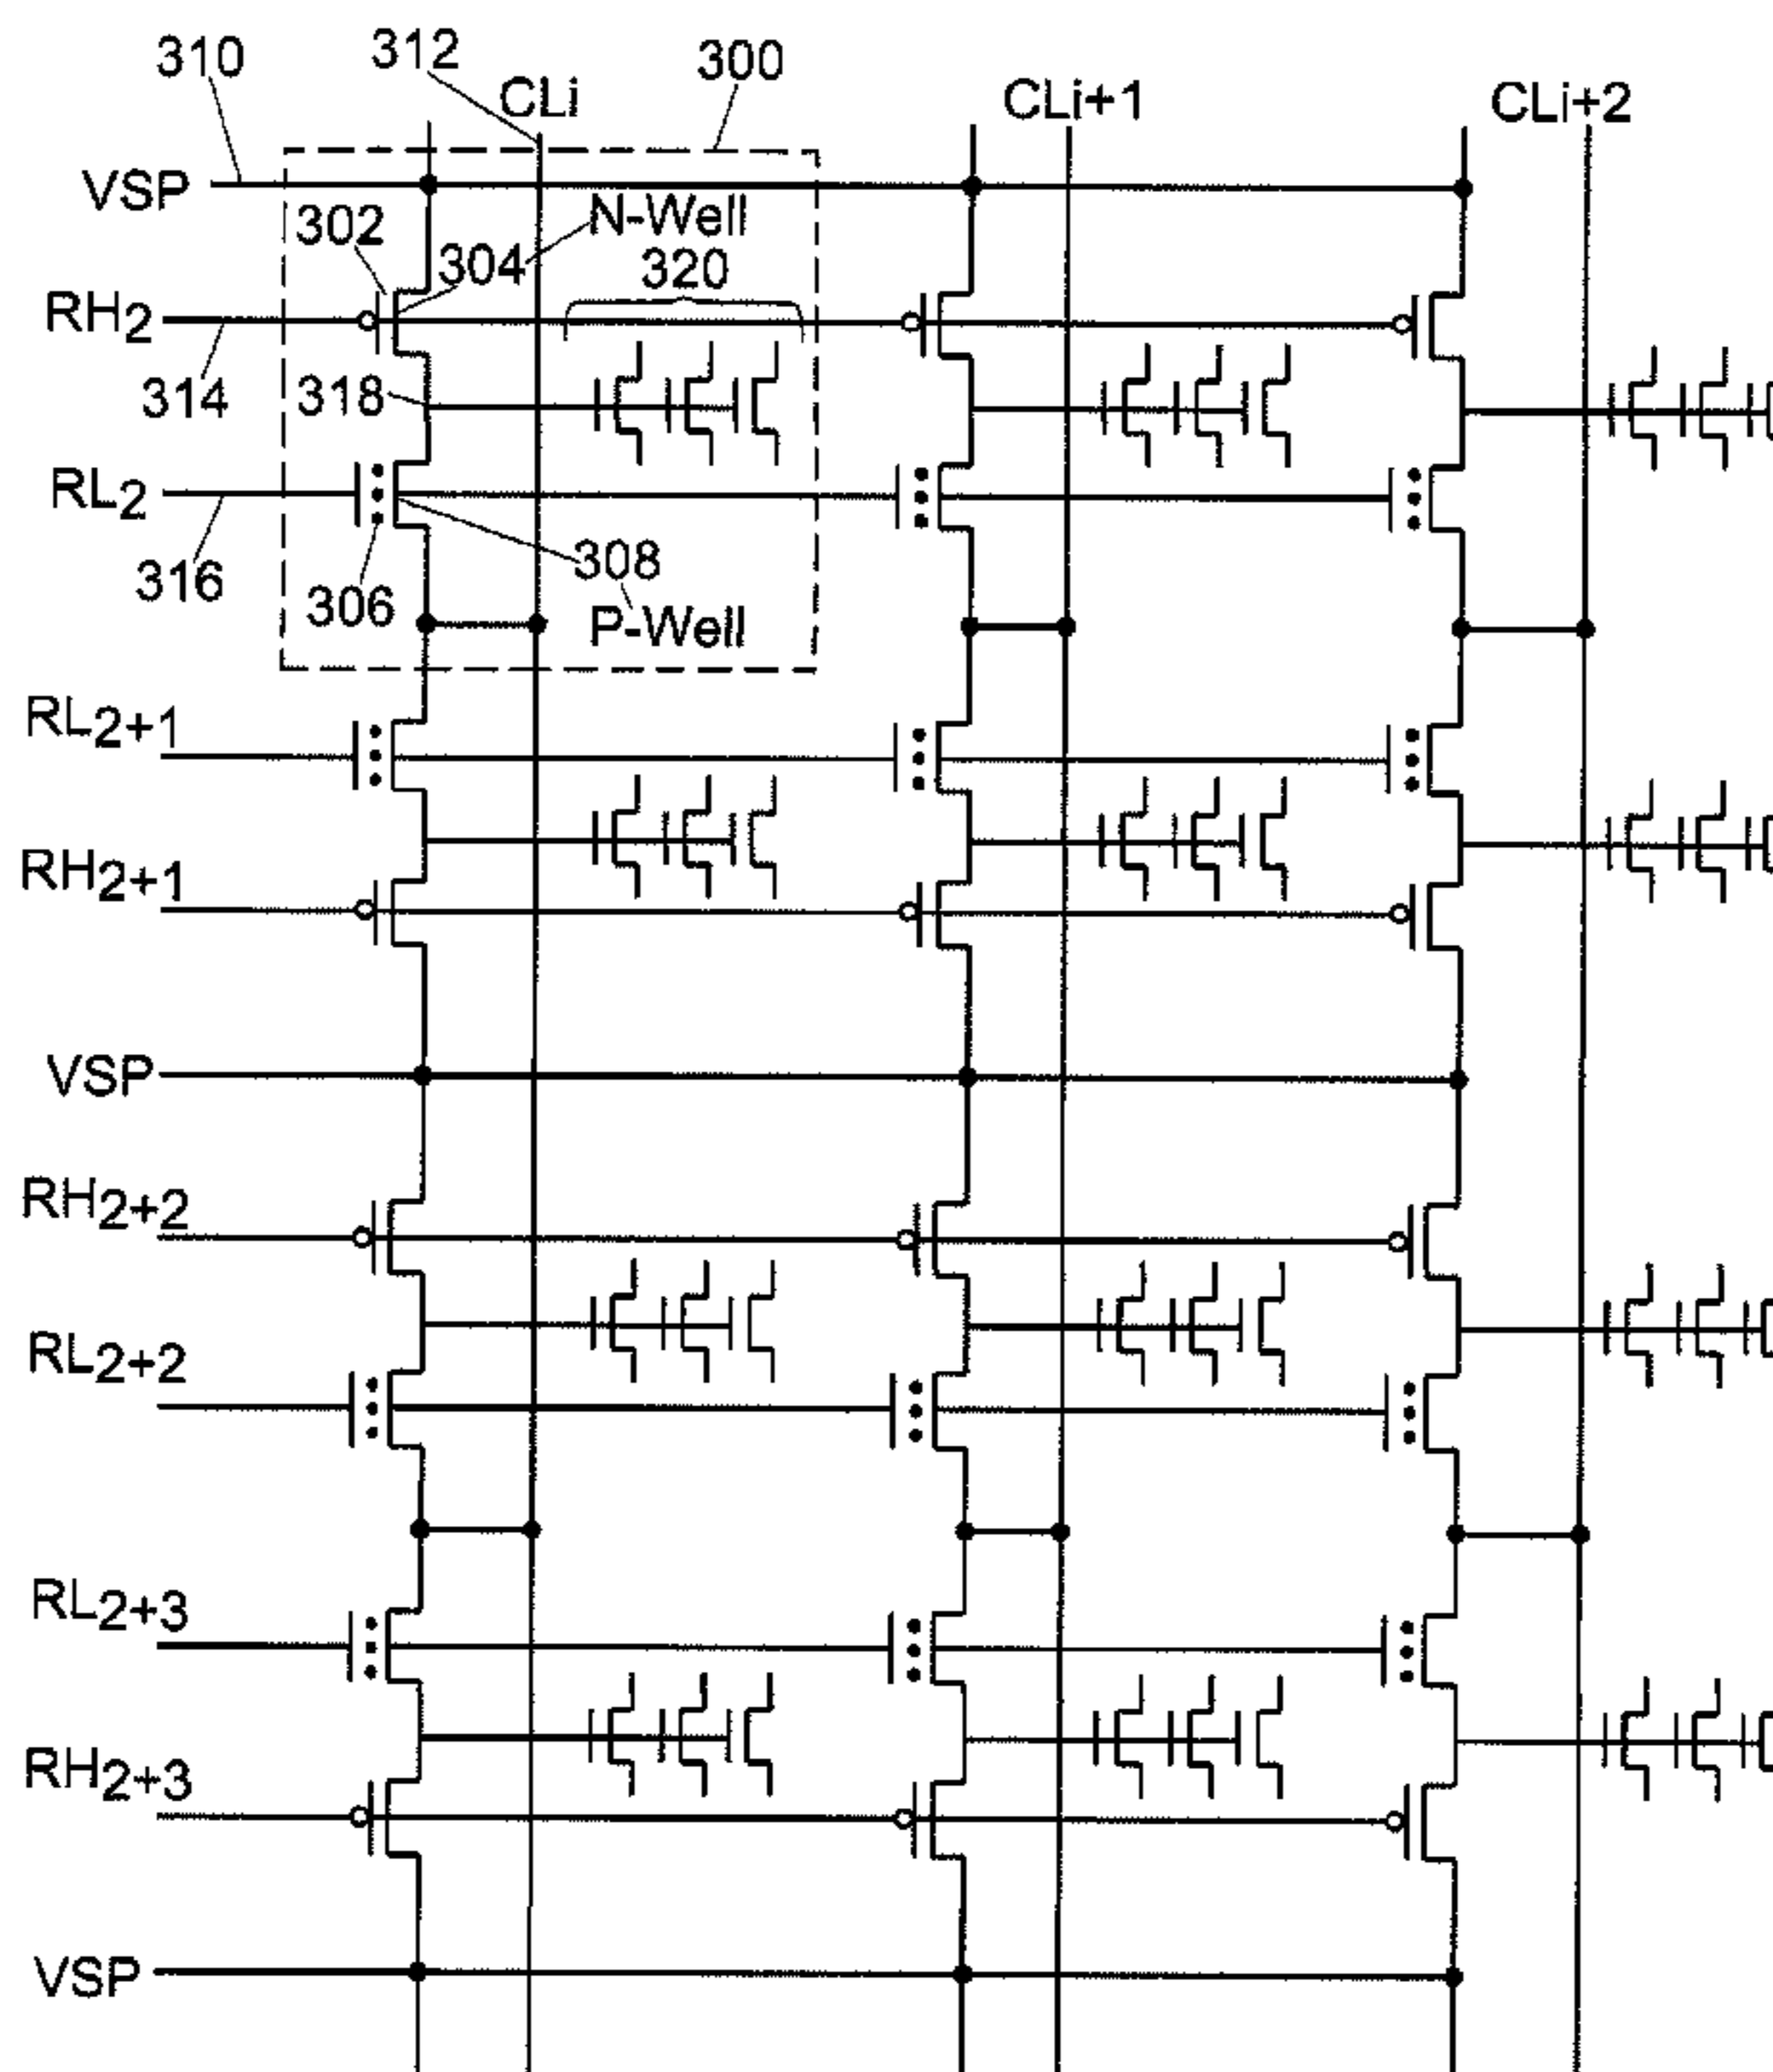 310 312 300
CLi CLi+1 CLi+2
VSP
302 N-Well
304 320
RH2
314 318
RL2
316 306 308
P-Well
RL2+1
RH2+1
VSP
RH2+2
RL2+2
RL2+3
RH2+3
VSP